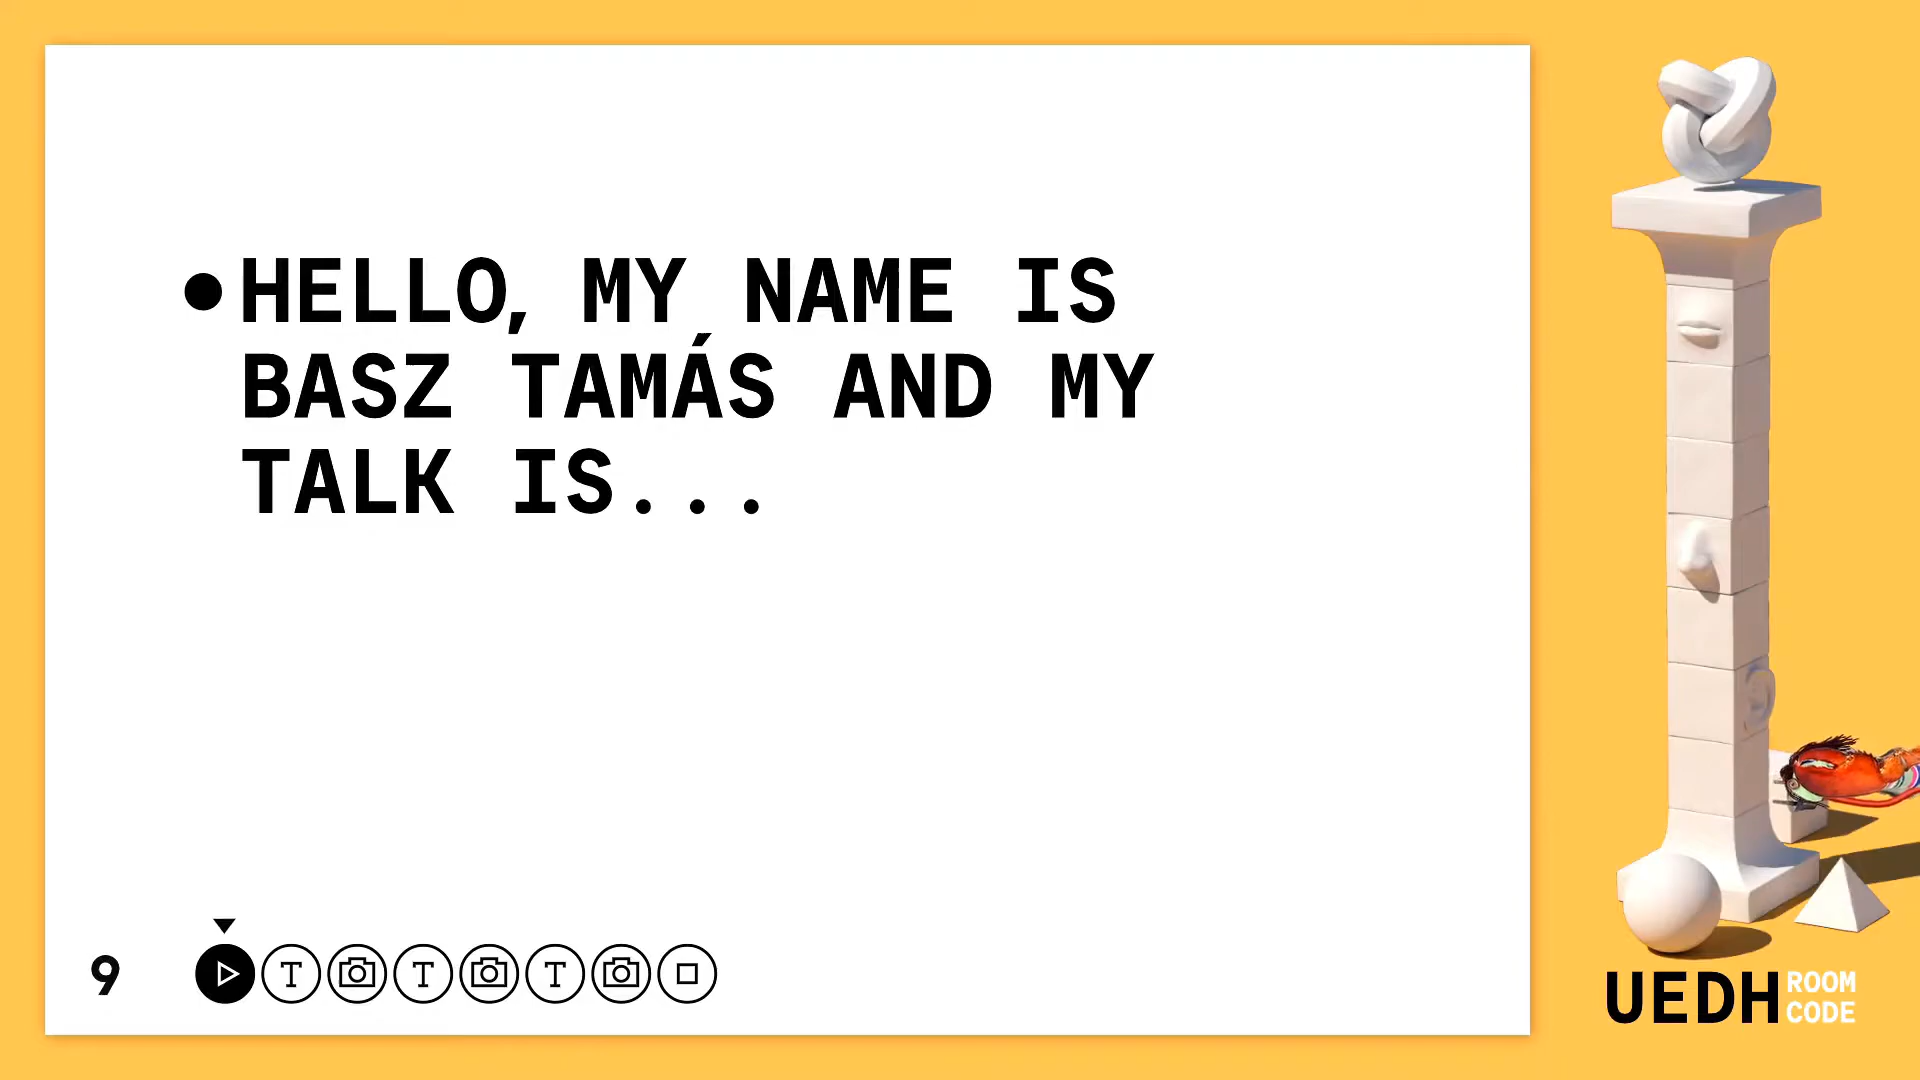 •HELLO, MY NAME IS
BASZ TAMÁS AND MY
TALK IS...
9
T T T
UEDH ROOM
CODE